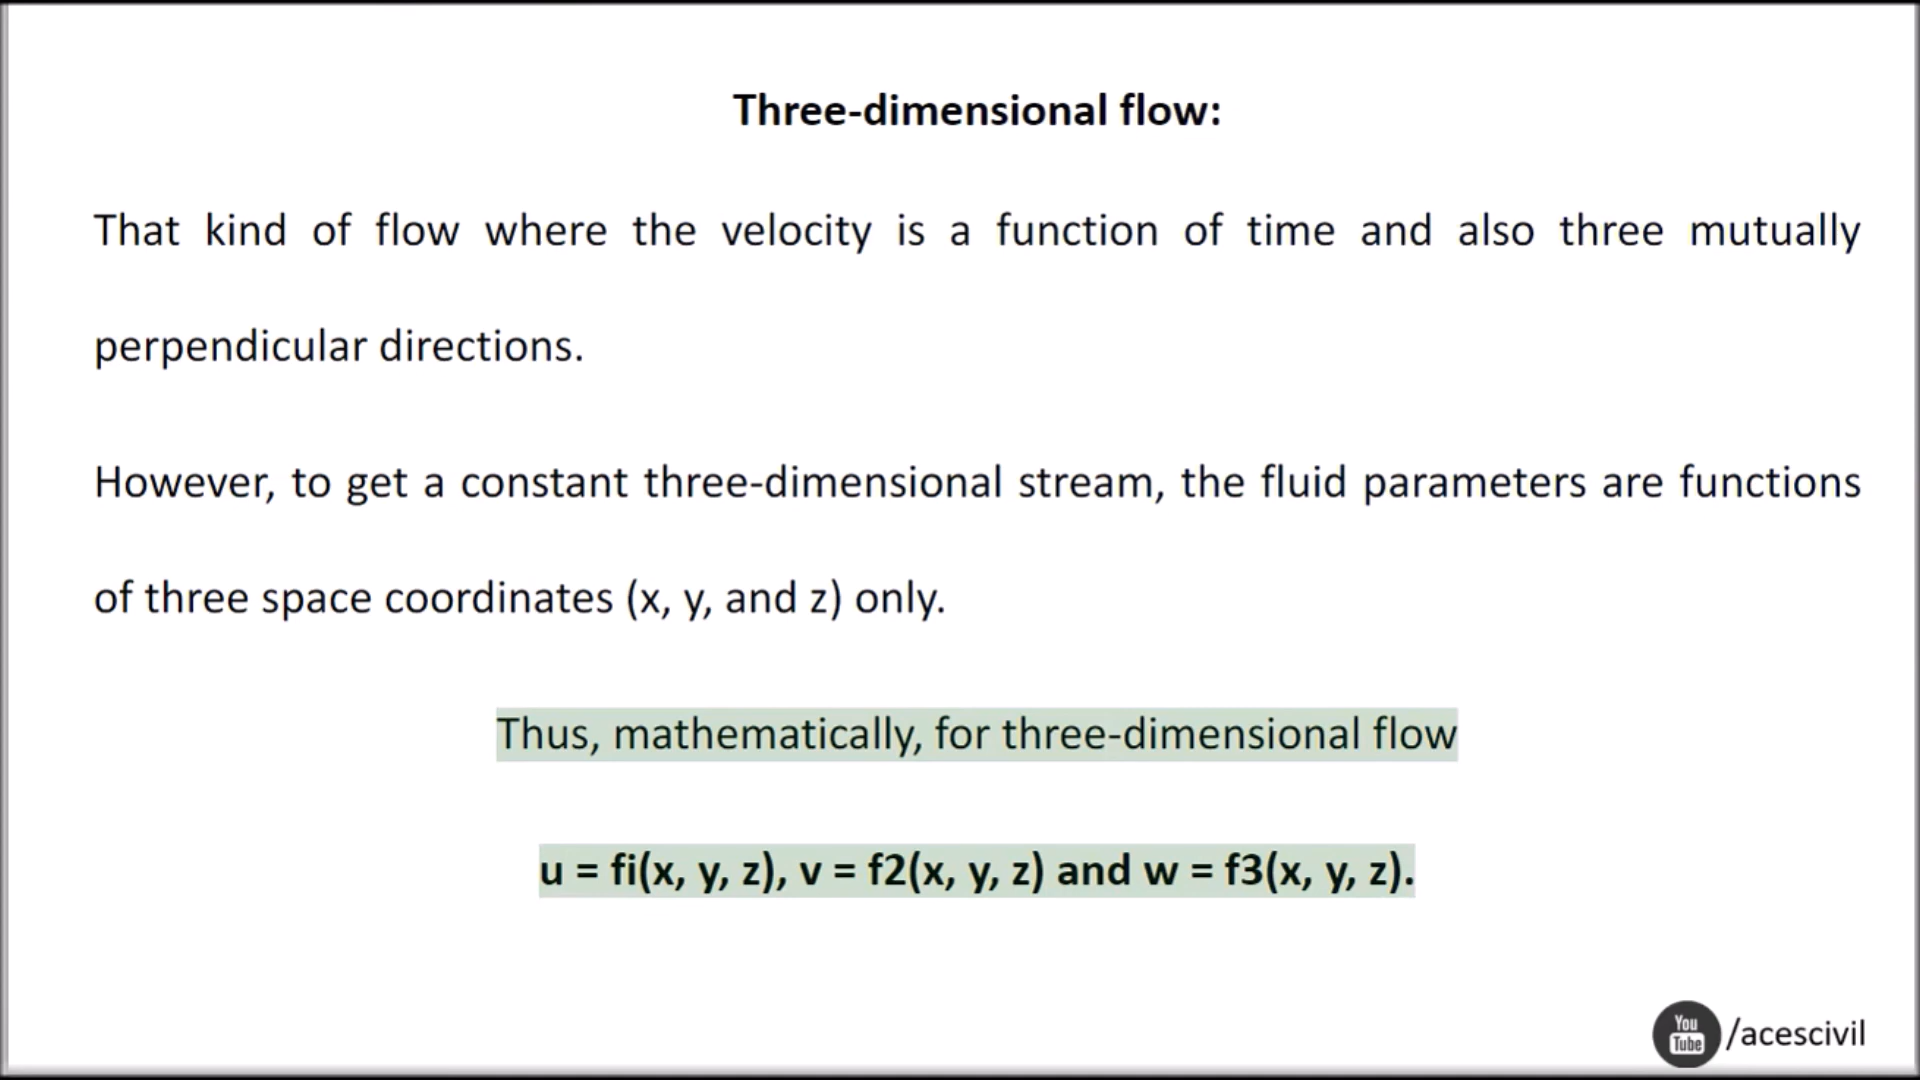 Three-dimensional flow:
That kind of flow where the velocity is a function of time and also three mutually
perpendicular directions.
However, to get a constant three-dimensional stream, the fluid parameters are functions
of three space coordinates (x, y, and z) only.
Thus, mathematically, for three-dimensional flow
u = fi(x, y, z), v = f2(x, y, z) and w = f3(x, y, z).
You
Tube
/acescivil